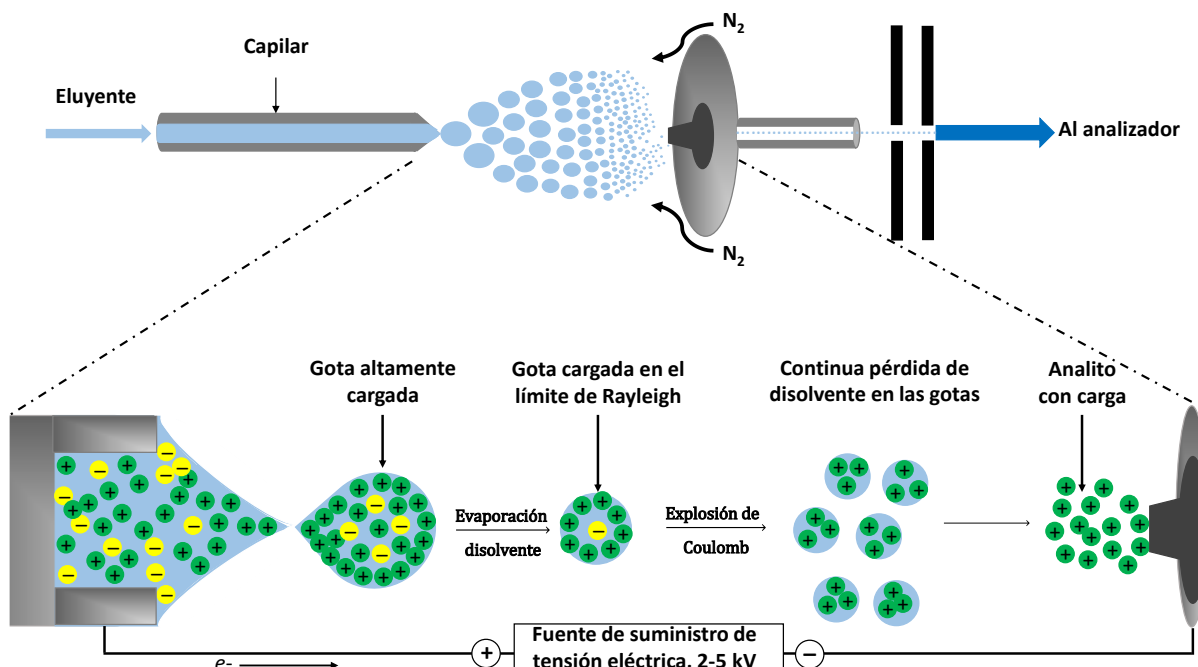 N₂
Capilar
Eluyente
Al analizador
N₂
Gota altamente
cargada
Gota cargada en el
límite de Rayleigh
Continua pérdida de
disolvente en las gotas
Analito
con carga
Evaporación
disolvente
Explosión de
Coulomb
e-
+
Fuente de suministro de
tensión eléctrica, 2-5 kV
−